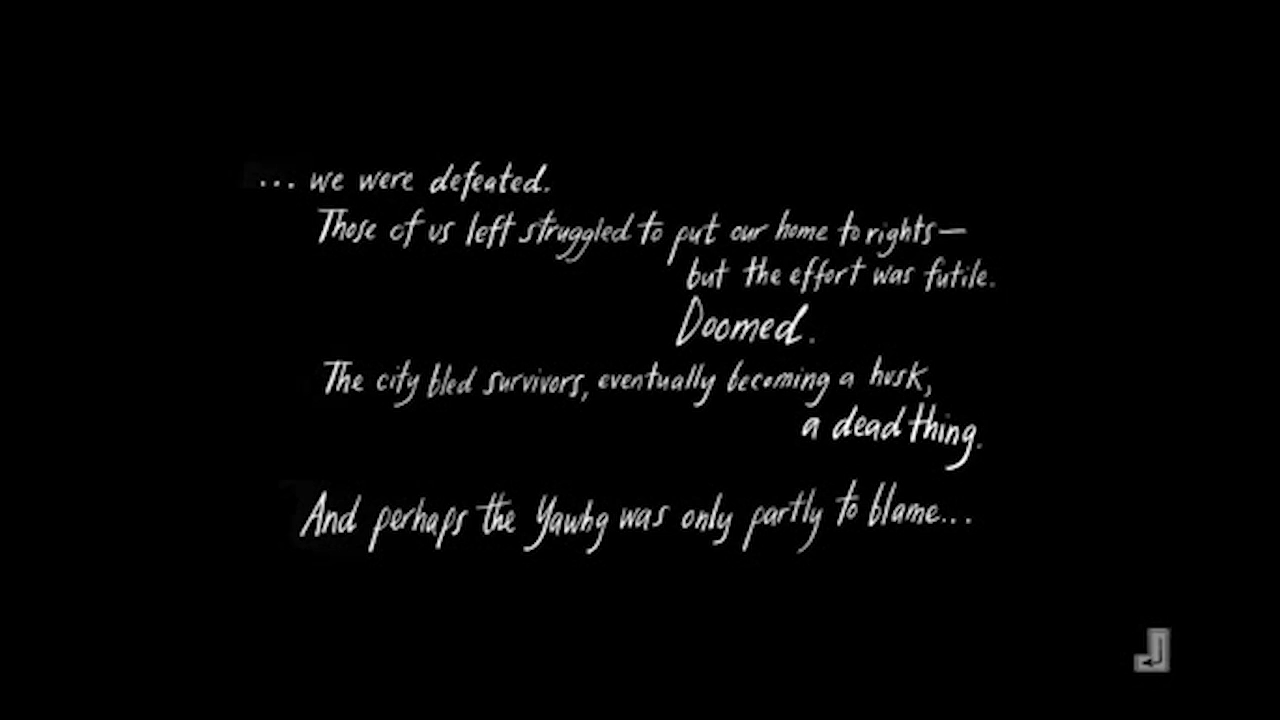 ... we were defeated.
Those of us left struggled to put our home to rights—
but the effort was futile.
Doomed.
The city bled survivors, eventually becoming a husk,
a dead thing.
And perhaps the Yawhg was only partly to blame...
J